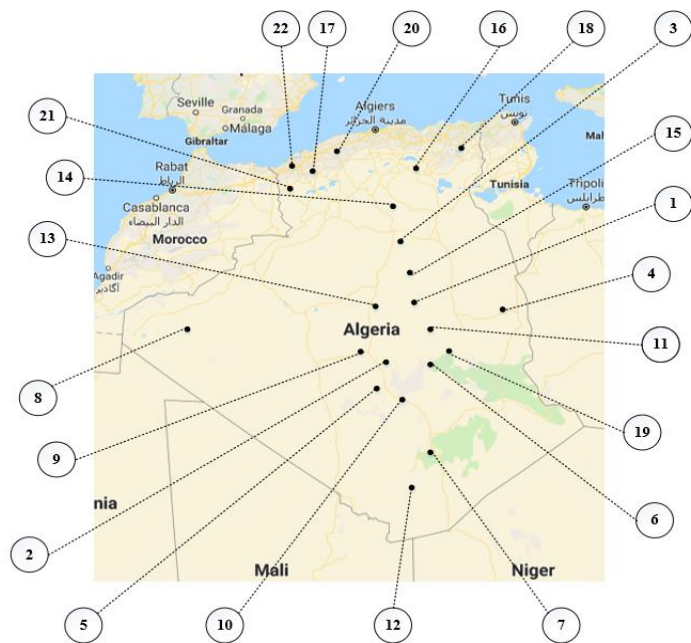 22
17
20
16
18
3
Seville
Granada
Málaga
Gibraltar
Algiers
مدينة الجزائر
Tunis
تونس
Mal
15
21
Rabat
الرباط
Tunisia
Tripoli
طرابلس
14
Casablanca
الدار البيضاء
Morocco
1
13
Agadir
أكادير
4
Algeria
11
8
19
9
6
nia
2
Mali
Niger
5
10
12
7